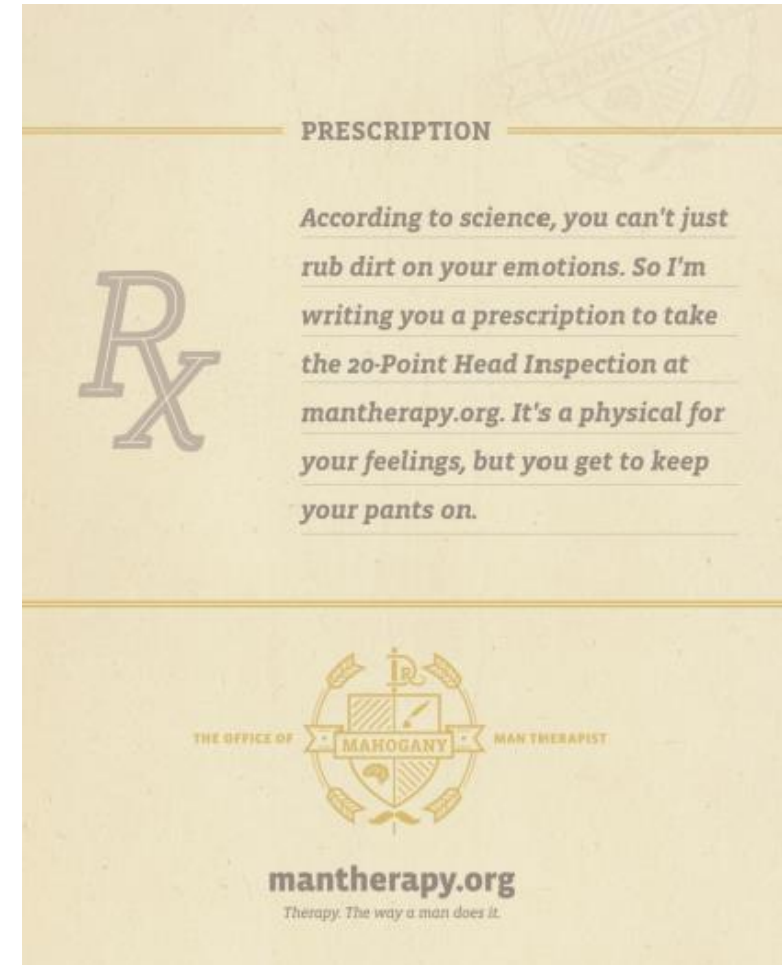 MAHOGANY
PRESCRIPTION
According to science, you can't just
rub dirt on your emotions. So I'm
writing you a prescription to take
the 20-Point Head Inspection at
mantherapy.org. It's a physical for
your feelings, but you get to keep
your pants on.
Rx
DR
THE OFFICE OF MAHOGANY MAN THERAPIST
mantherapy.org
Therapy. The way a man does it.